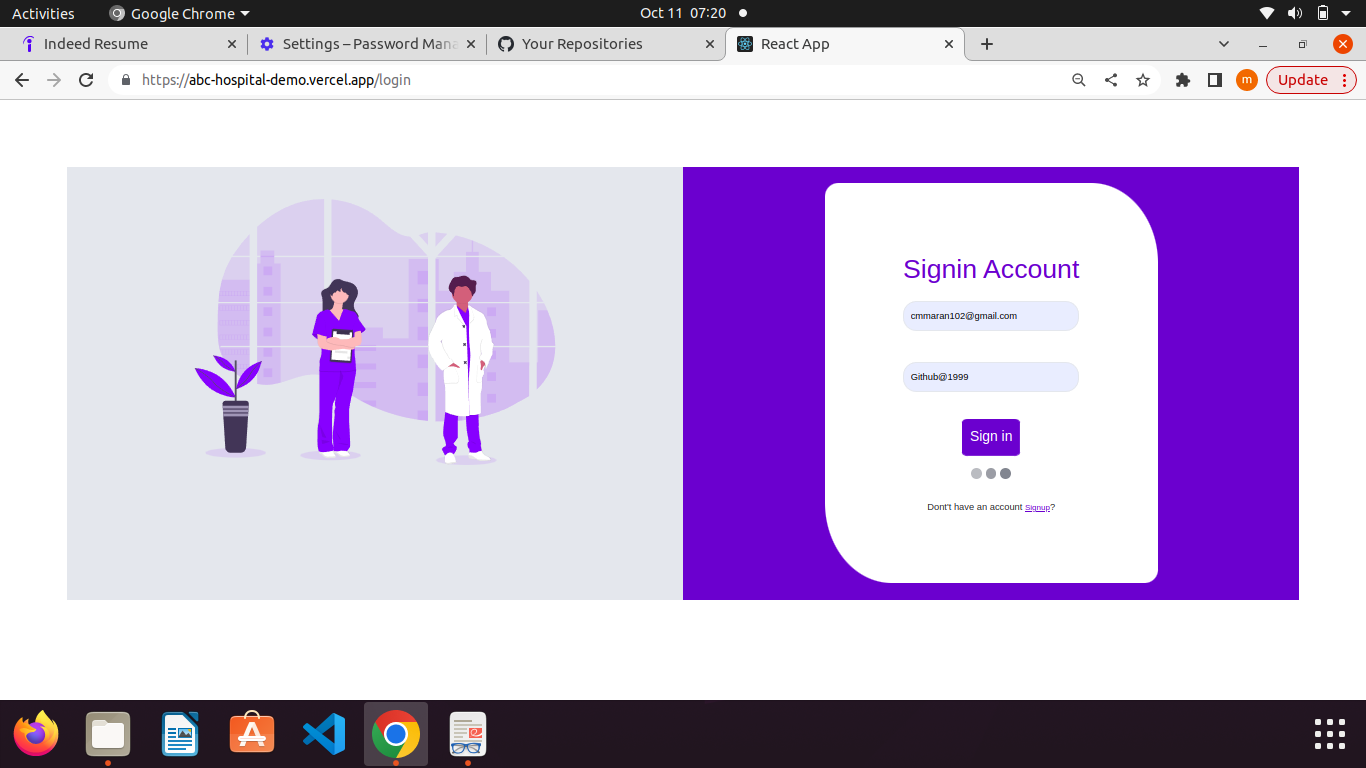 Activities Google Chrome Oct 11 07:20
Indeed Resume Settings – Password Mana Your Repositories React App
https://abc-hospital-demo.vercel.app/login m Update
Signin Account
cmmaran102@gmail.com
Github@1999
Sign in
Dont't have an account Signup?